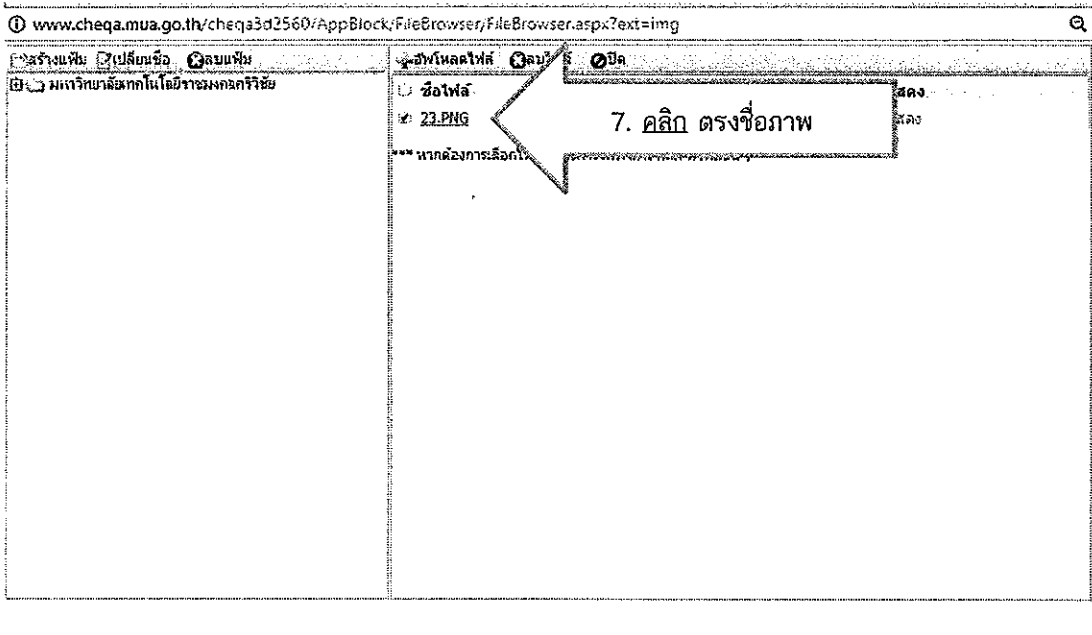 www.cheqa.mua.go.th/cheqa3d2560/AppBlock/FileBrowser/FileBrowser.aspx?ext=img
สร้างแฟ้ม เปลี่ยนชื่อ ลบแฟ้ม
อัพโหลดไฟล์ ลบ ปิด
มหาวิทยาลัยเทคโนโลยีราชมงคลศรีวิชัย
ชื่อไฟล์
23.PNG
7. คลิก ตรงชื่อภาพ
*** หากต้องการเลือก